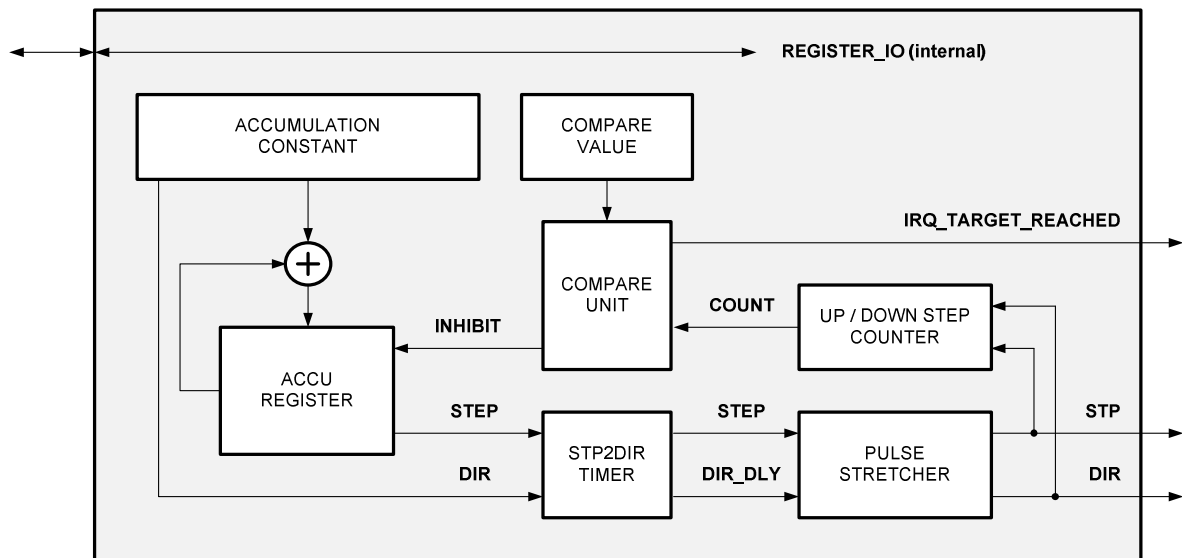 REGISTER_IO (internal)
ACCUMULATION
CONSTANT
COMPARE
VALUE
IRQ_TARGET_REACHED
COMPARE
UNIT
COUNT
UP / DOWN STEP
COUNTER
INHIBIT
ACCU
REGISTER
STEP
STEP
STP
STP2DIR
TIMER
PULSE
STRETCHER
DIR
DIR_DLY
DIR